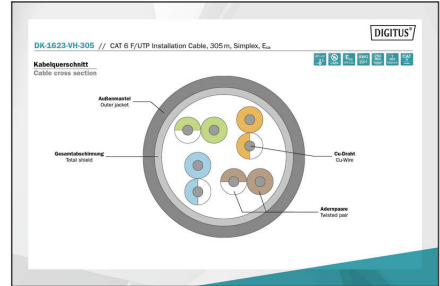 DIGITUS®
DK-1623-VH-305 // CAT 6 F/UTP Installation Cable, 305 m, Simplex, Eca
Kabelquerschnitt
Cable cross section
Außenmantel
Outer jacket
Gesamtabschirmung
Total shield
Cu-Draht
Cu-Wire
Adernpaare
Twisted pair